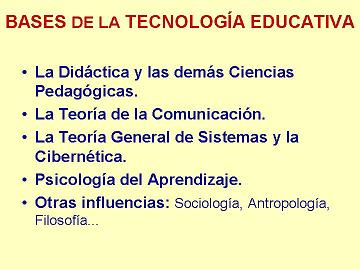 BASES DE LA TECNOLOGÍA EDUCATIVA
• La Didáctica y las demás Ciencias
Pedagógicas.
• La Teoría de la Comunicación.
• La Teoría General de Sistemas y la
Cibernética.
• Psicología del Aprendizaje.
• Otras influencias: Sociología, Antropología,
Filosofía...